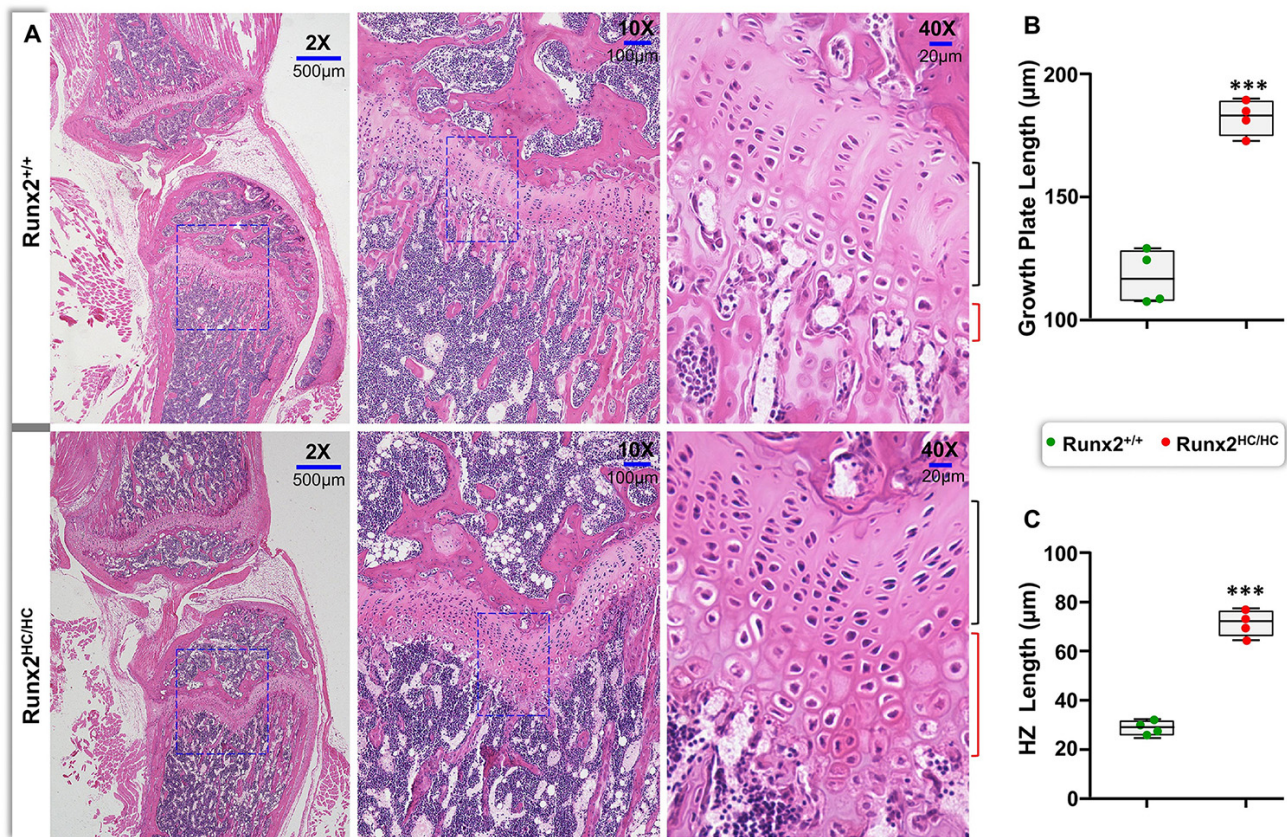 A
Runx2+/+
2X
500µm
10X
100µm
40X
20µm
Runx2HC/HC
2X
500µm
10X
100µm
40X
20µm
B
Growth Plate Length (µm)
200
150
100
***
Runx2+/+ Runx2HC/HC
C
HZ Length (µm)
100
80
60
40
20
0
***